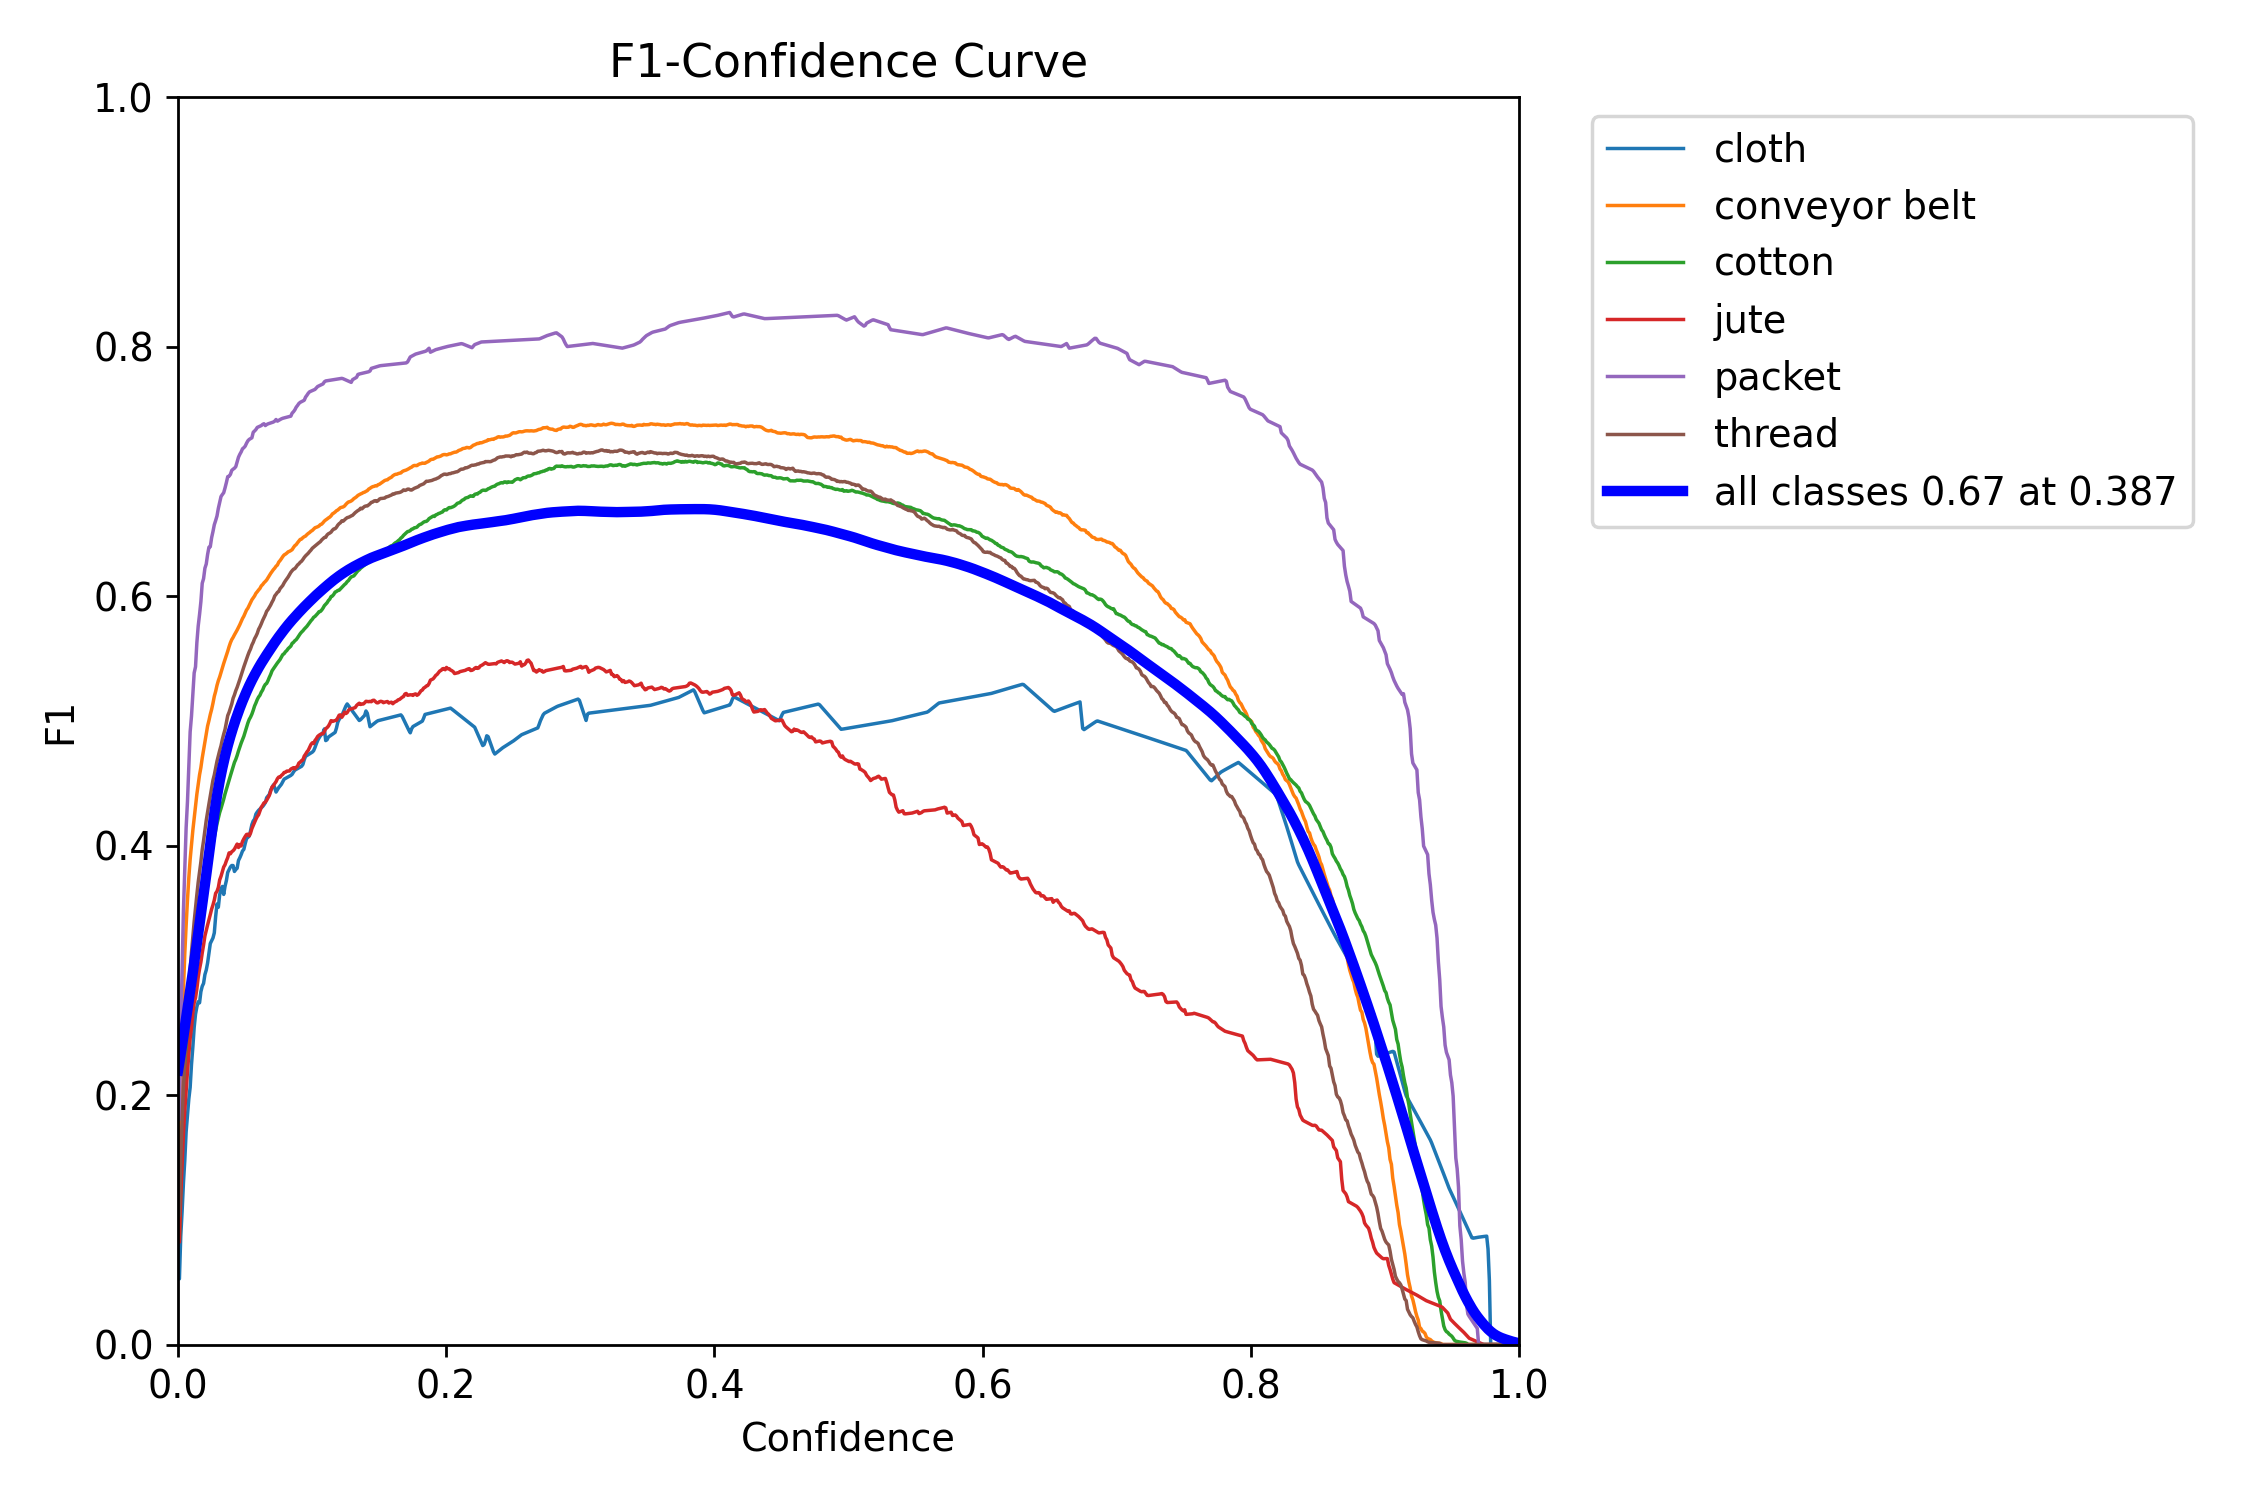 F1-Confidence Curve
1.0
0.8
0.6
0.4
0.2
0.0
F1
0.0 0.2 0.4 0.6 0.8 1.0
Confidence
cloth
conveyor belt
cotton
jute
packet
thread
all classes 0.67 at 0.387